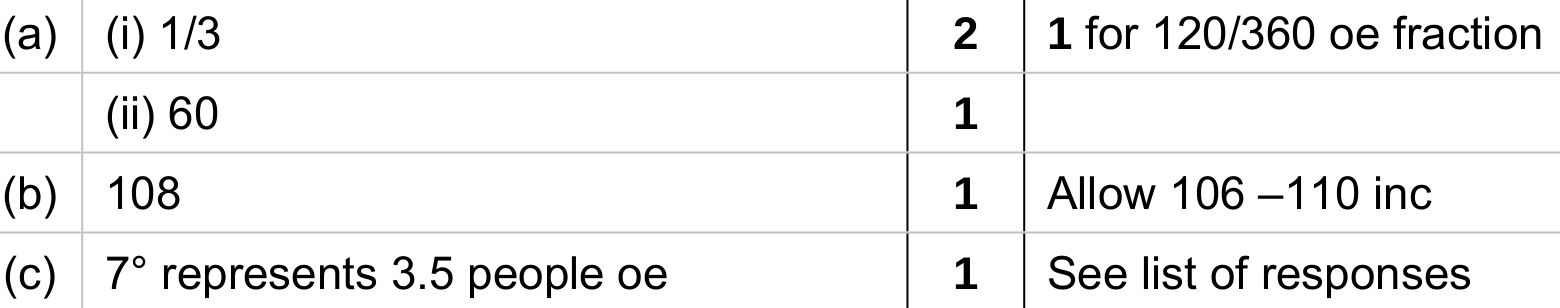 (a) (i) 1/3 2 1 for 120/360 oe fraction
(ii) 60 1
(b) 108 1 Allow 106 –110 inc
(c) 7° represents 3.5 people oe 1 See list of responses